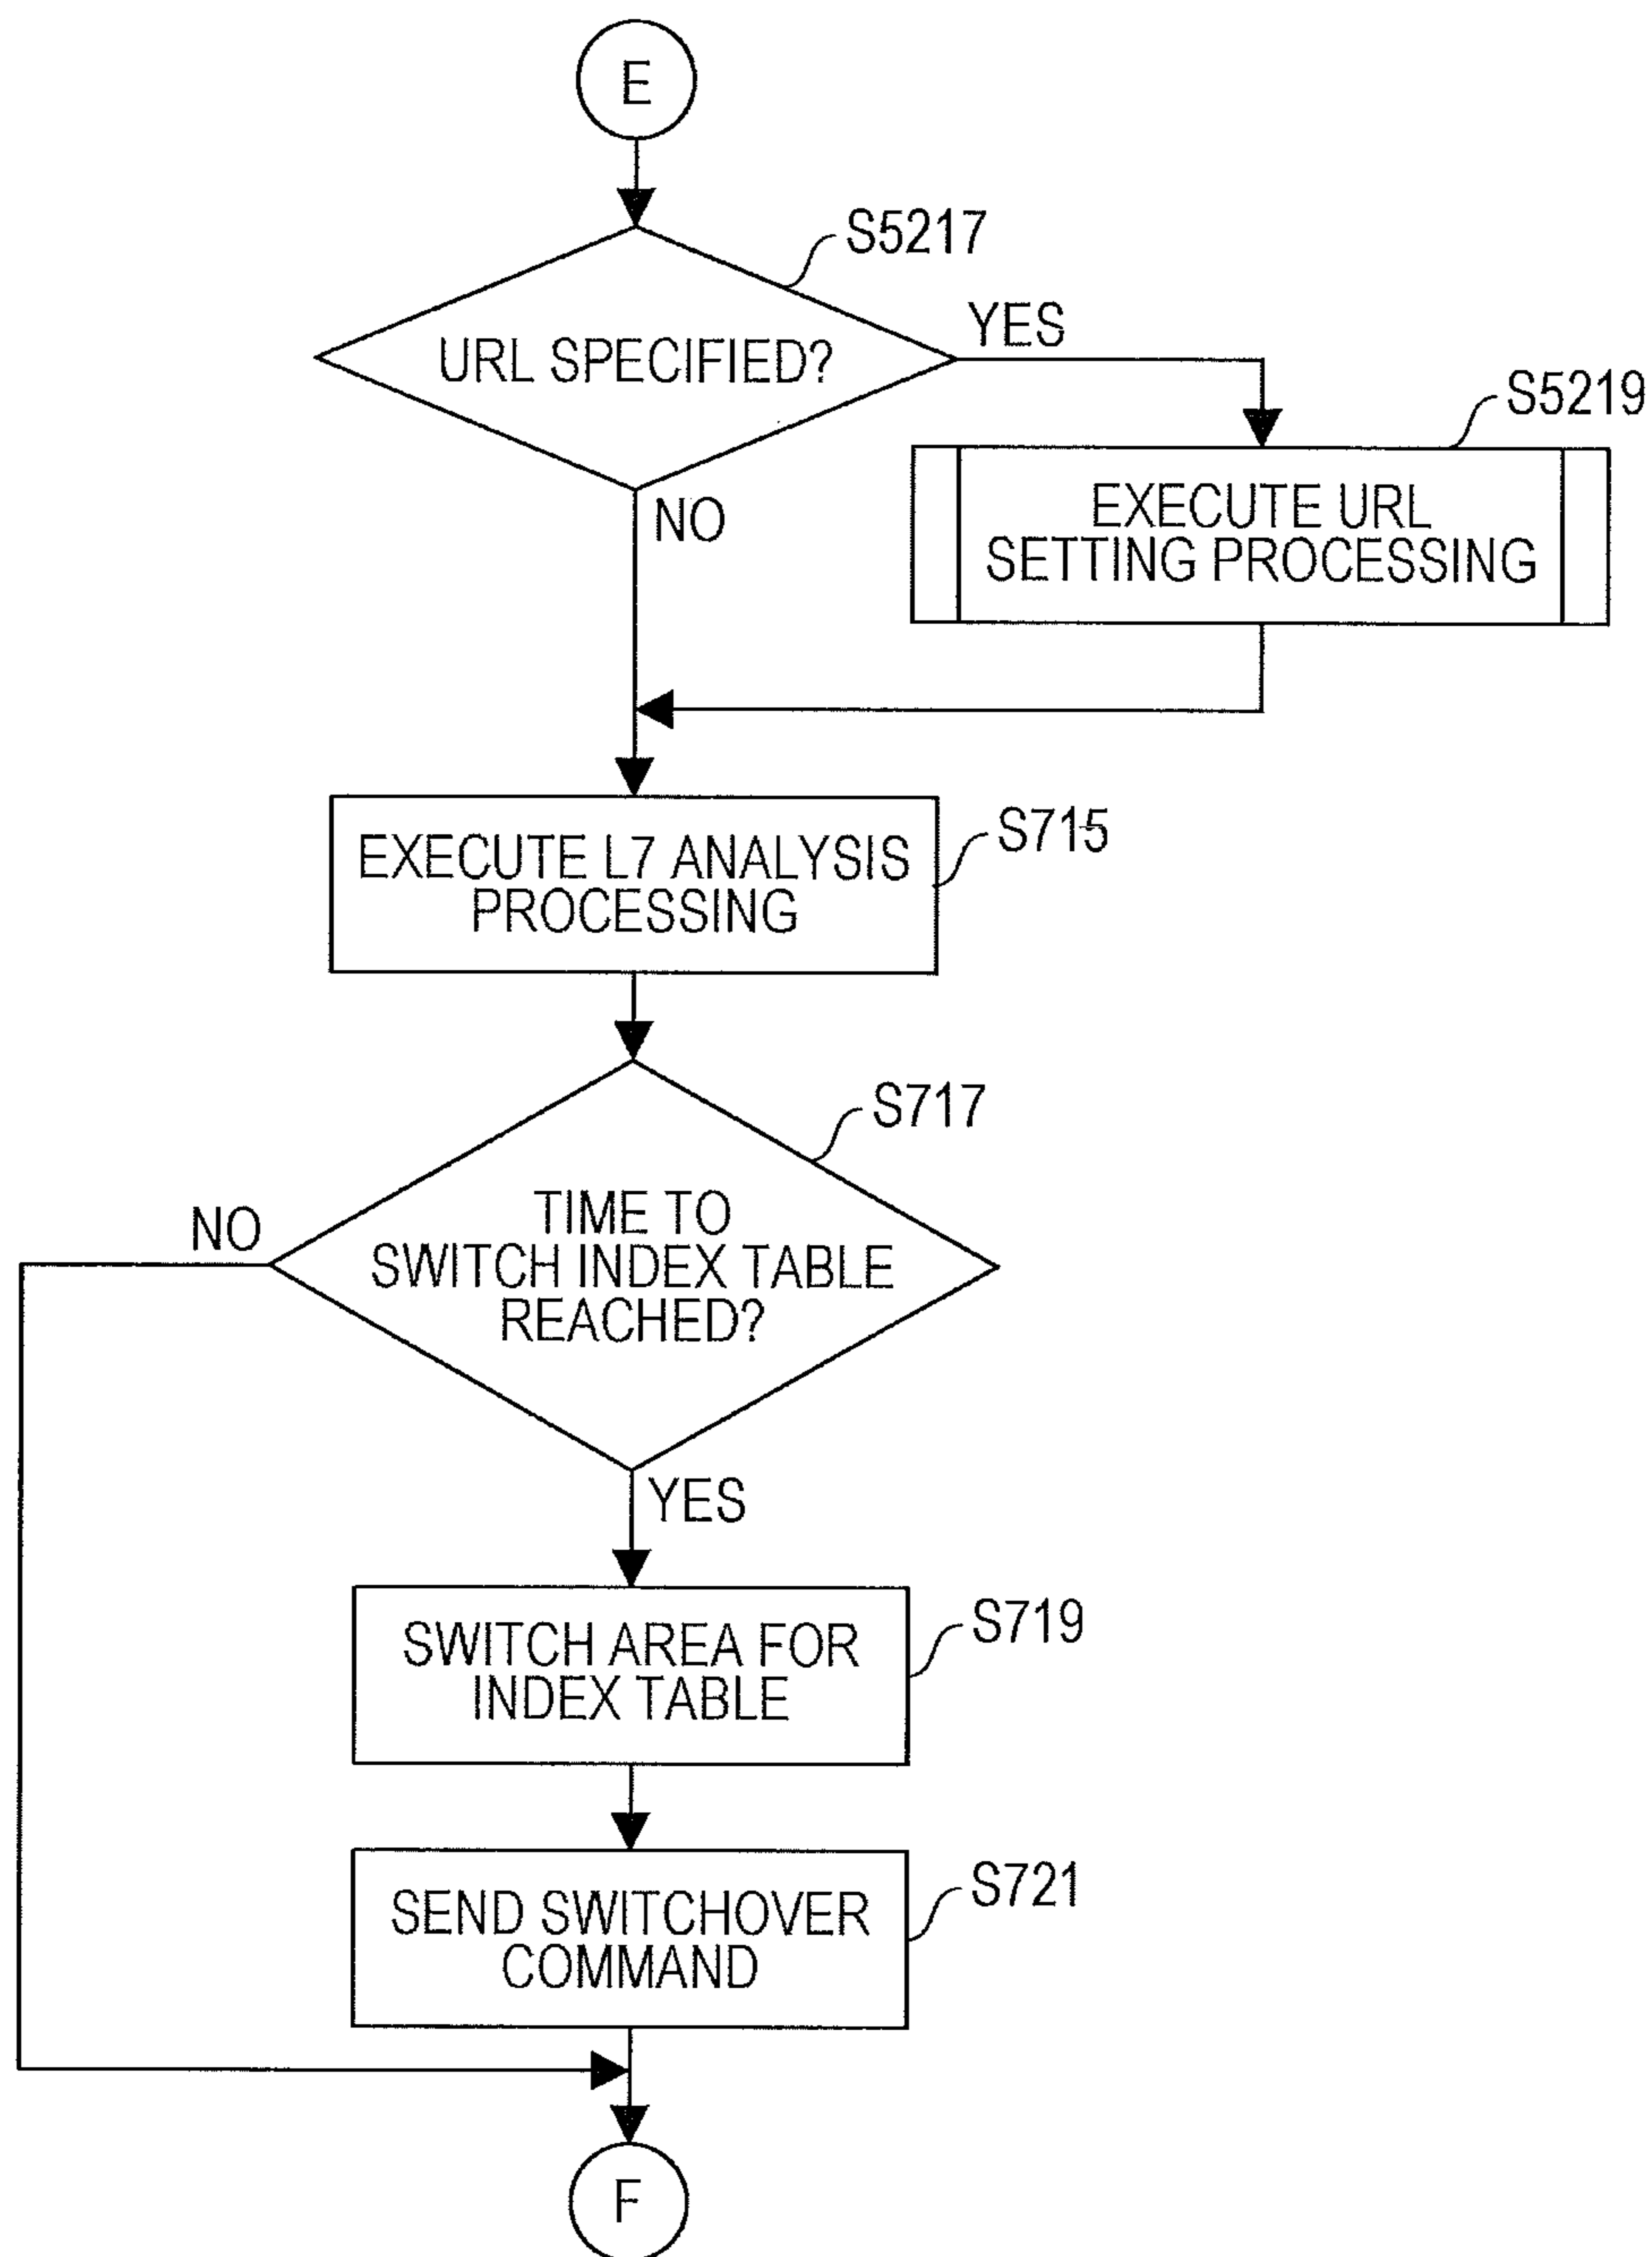 E
S5217
URL SPECIFIED?
YES
S5219
EXECUTE URL
SETTING PROCESSING
NO
S715
EXECUTE L7 ANALYSIS
PROCESSING
S717
TIME TO
SWITCH INDEX TABLE
REACHED?
NO
YES
S719
SWITCH AREA FOR
INDEX TABLE
S721
SEND SWITCHOVER
COMMAND
F